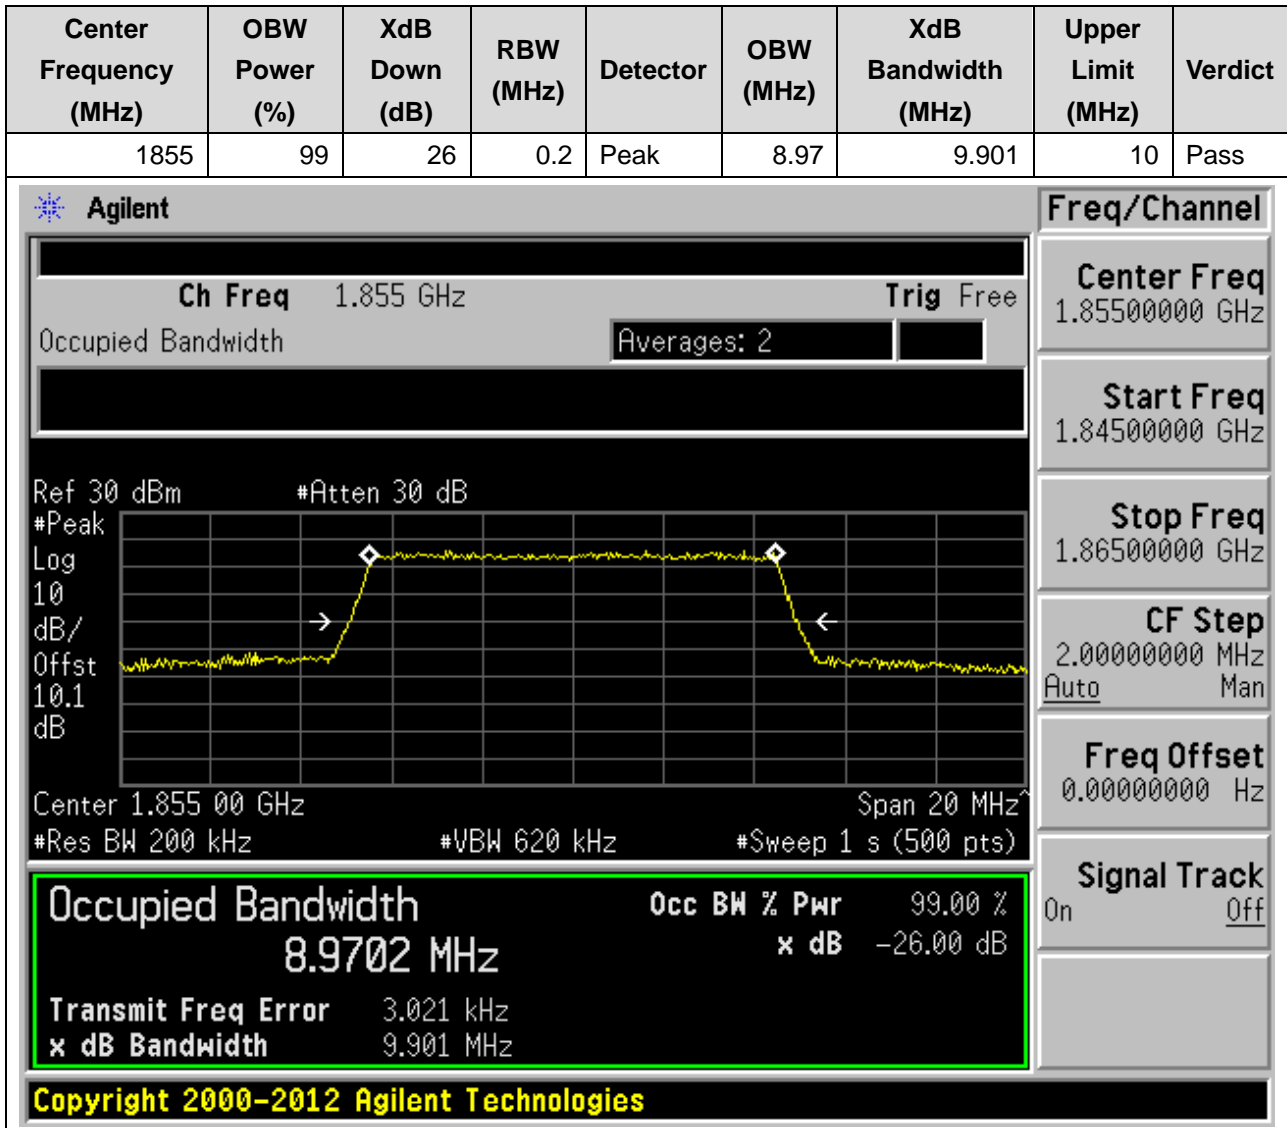 Center Frequency (MHz) OBW Power (%) XdB Down (dB) RBW (MHz) Detector OBW (MHz) XdB Bandwidth (MHz) Upper Limit (MHz) Verdict
1855 99 26 0.2 Peak 8.97 9.901 10 Pass
Agilent
Ch Freq 1.855 GHz Trig Free
Occupied Bandwidth Averages: 2
Ref 30 dBm #Atten 30 dB
#Peak
Log
10
dB/
Offst
10.1
dB
Center 1.855 00 GHz Span 20 MHz^
#Res BW 200 kHz #VBW 620 kHz #Sweep 1 s (500 pts)
Occupied Bandwidth Occ BW % Pwr 99.00 %
8.9702 MHz x dB -26.00 dB
Transmit Freq Error 3.021 kHz
x dB Bandwidth 9.901 MHz
Copyright 2000-2012 Agilent Technologies
Freq/Channel
Center Freq
1.85500000 GHz
Start Freq
1.84500000 GHz
Stop Freq
1.86500000 GHz
CF Step
2.00000000 MHz
Auto Man
Freq Offset
0.00000000 Hz
Signal Track
On Off